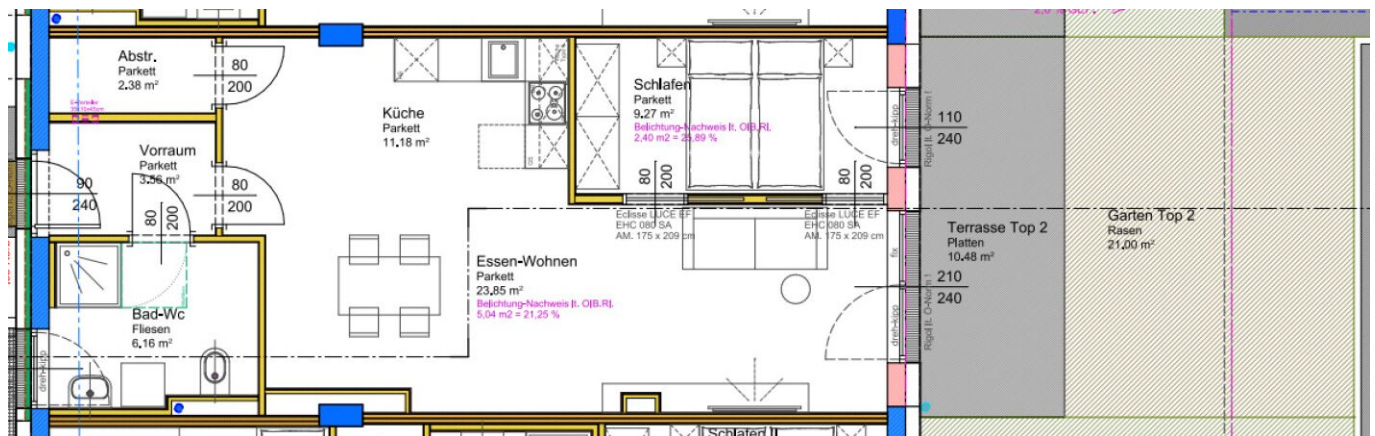 Abstr.
Parkett
2.38 m²
80
200
Küche
Parkett
11.18 m²
Schlafen
Parkett
9.27 m²
Belichtung-Nachweis lt. OIB.RI.
2,40 m2 = 25,89 %
80
200
80
200
110
240
dreh-kipp
Rigol lt. Ö-Norm !
Vorraum
Parkett
3.56 m²
90
240
80
200
80
200
Eclisse LUCE EF
EHC 080 SA
AM. 175 x 209 cm
Eclisse LUCE EF
EHC 080 SA
AM. 175 x 209 cm
Essen-Wohnen
Parkett
23.85 m²
Belichtung-Nachweis lt. OIB.RI.
5,04 m2 = 21,25 %
fix
dreh-kipp
210
240
Rigol lt. Ö-Norm !
Terrasse Top 2
Platten
10.48 m²
Garten Top 2
Rasen
21.00 m²
Bad-Wc
Fliesen
6.16 m²
dreh-kipp
Schlafen